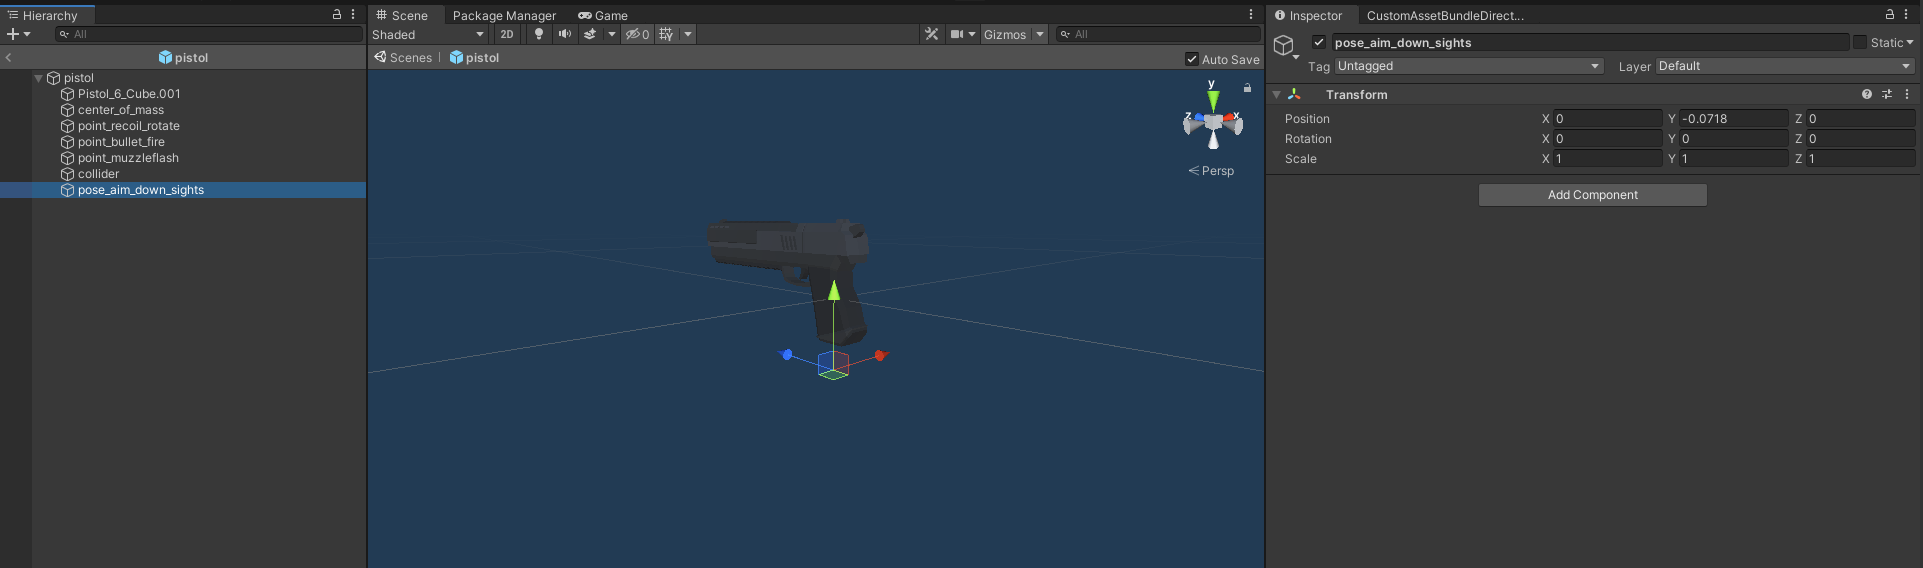 Hierarchy
All
pistol
pistol
Pistol_6_Cube.001
center_of_mass
point_recoil_rotate
point_bullet_fire
point_muzzleflash
collider
pose_aim_down_sights
Scene Package Manager Game
Shaded 2D 0 Gizmos All
Scenes pistol Auto Save
y
z x
Persp
Inspector CustomAssetBundleDirect...
pose_aim_down_sights Static
Tag Untagged Layer Default
Transform
Position X 0 Y -0.0718 Z 0
Rotation X 0 Y 0 Z 0
Scale X 1 Y 1 Z 1
Add Component